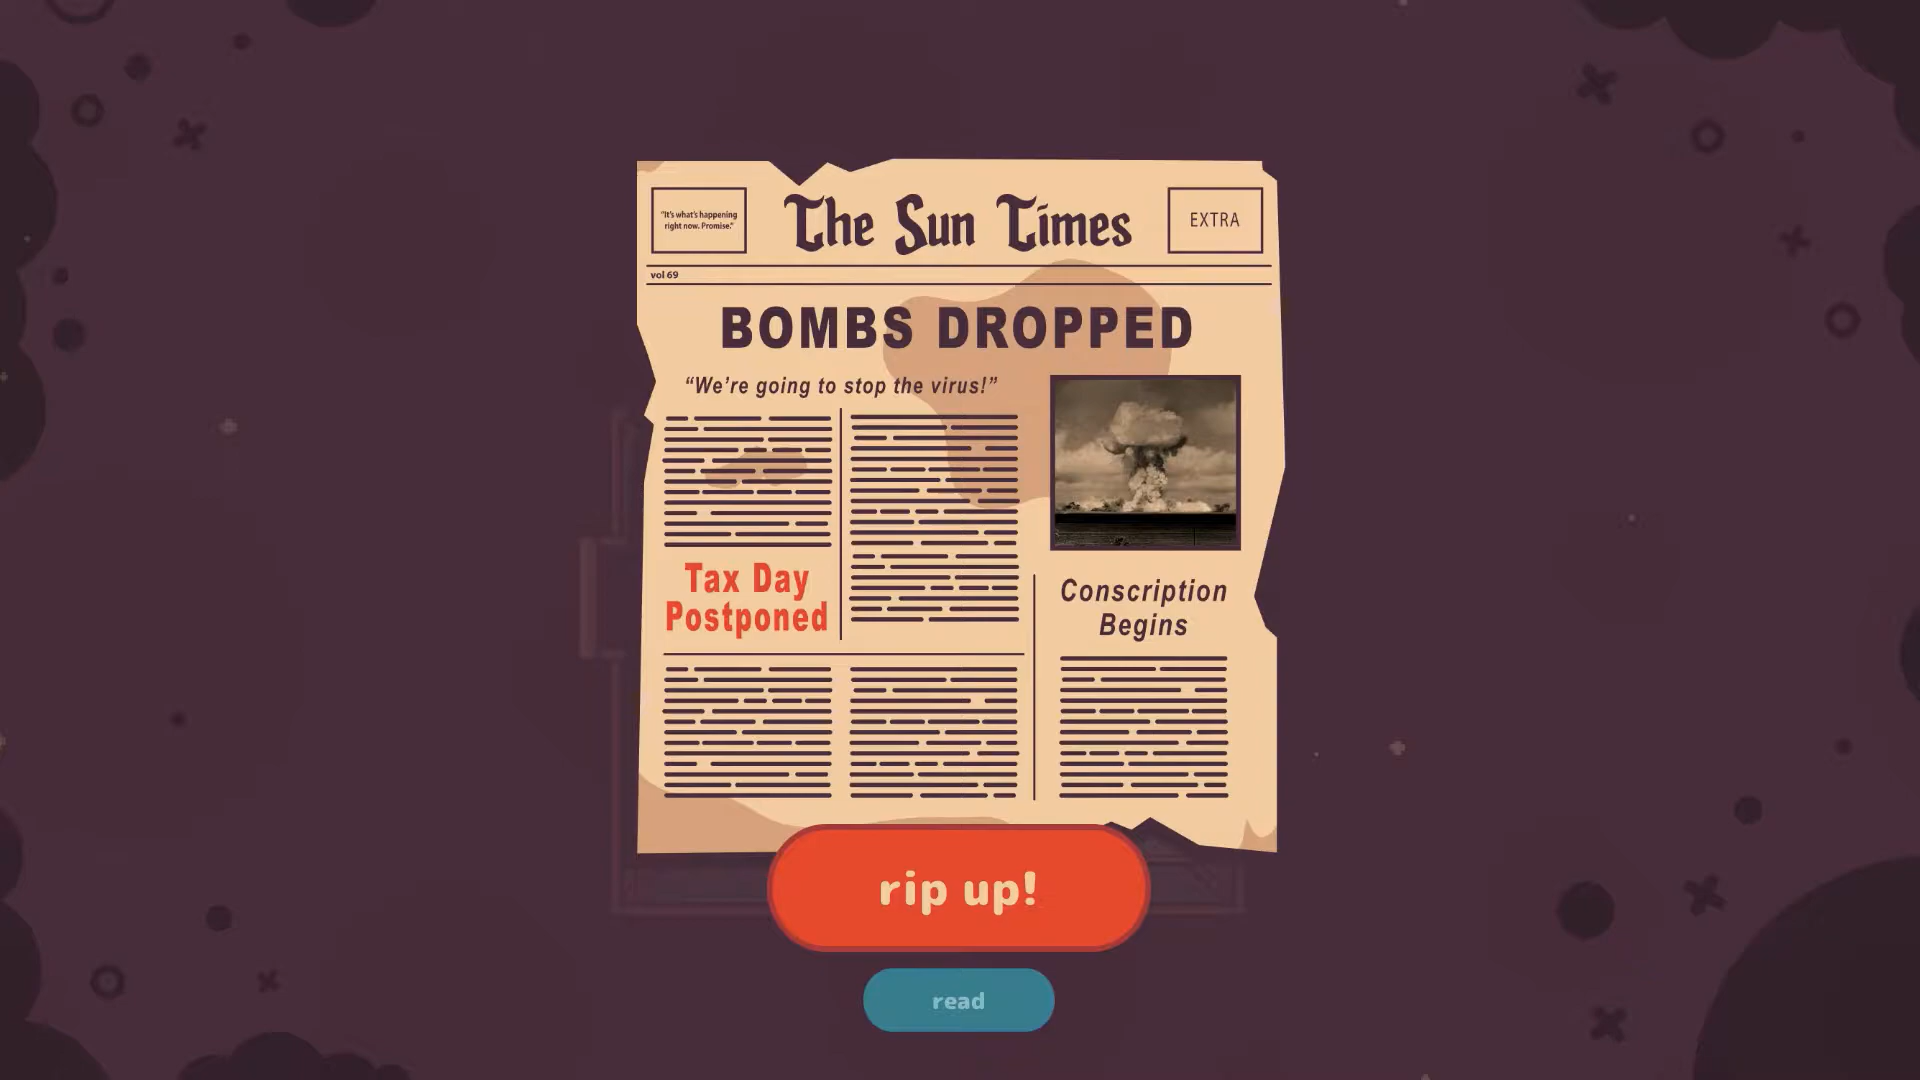 "It's what's happening
right now. Promise."
The Sun Times
EXTRA
vol 69
BOMBS DROPPED
“We're going to stop the virus!”
Tax Day
Postponed
Conscription
Begins
rip up!
read